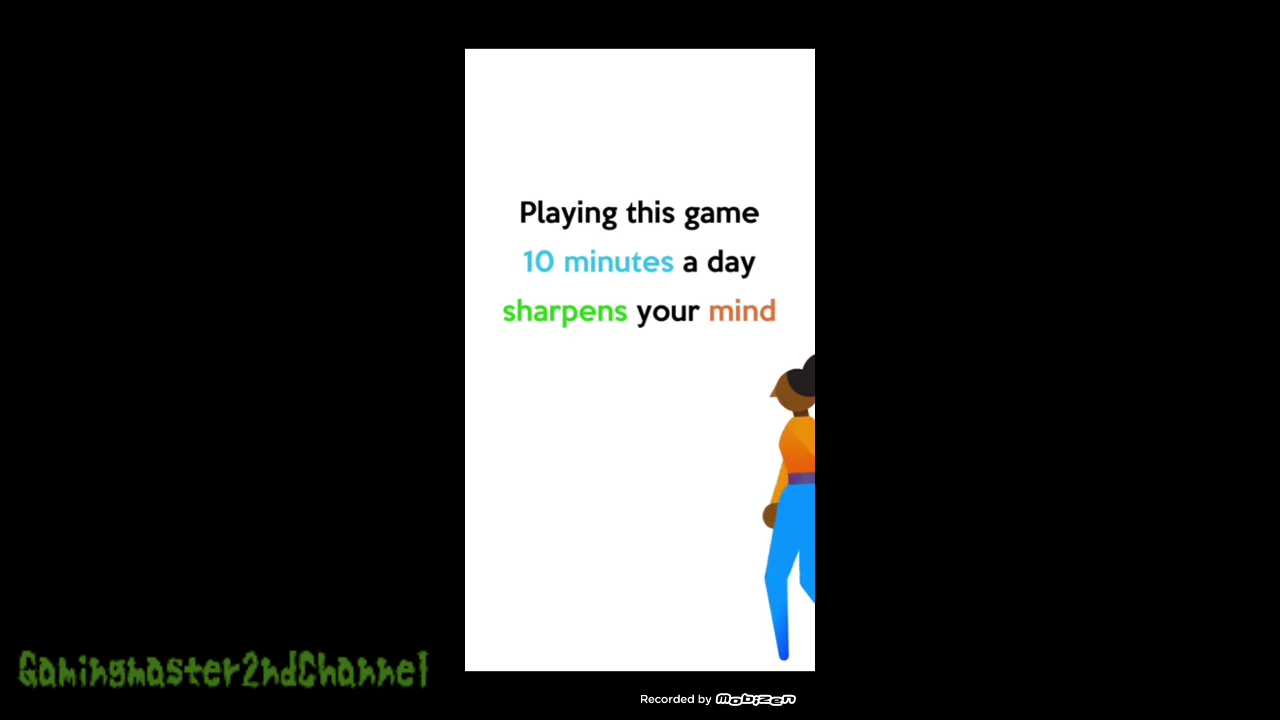 Playing this game
10 minutes a day
sharpens your mind
Gamingmaster2ndChannel
Recorded by Mobizen